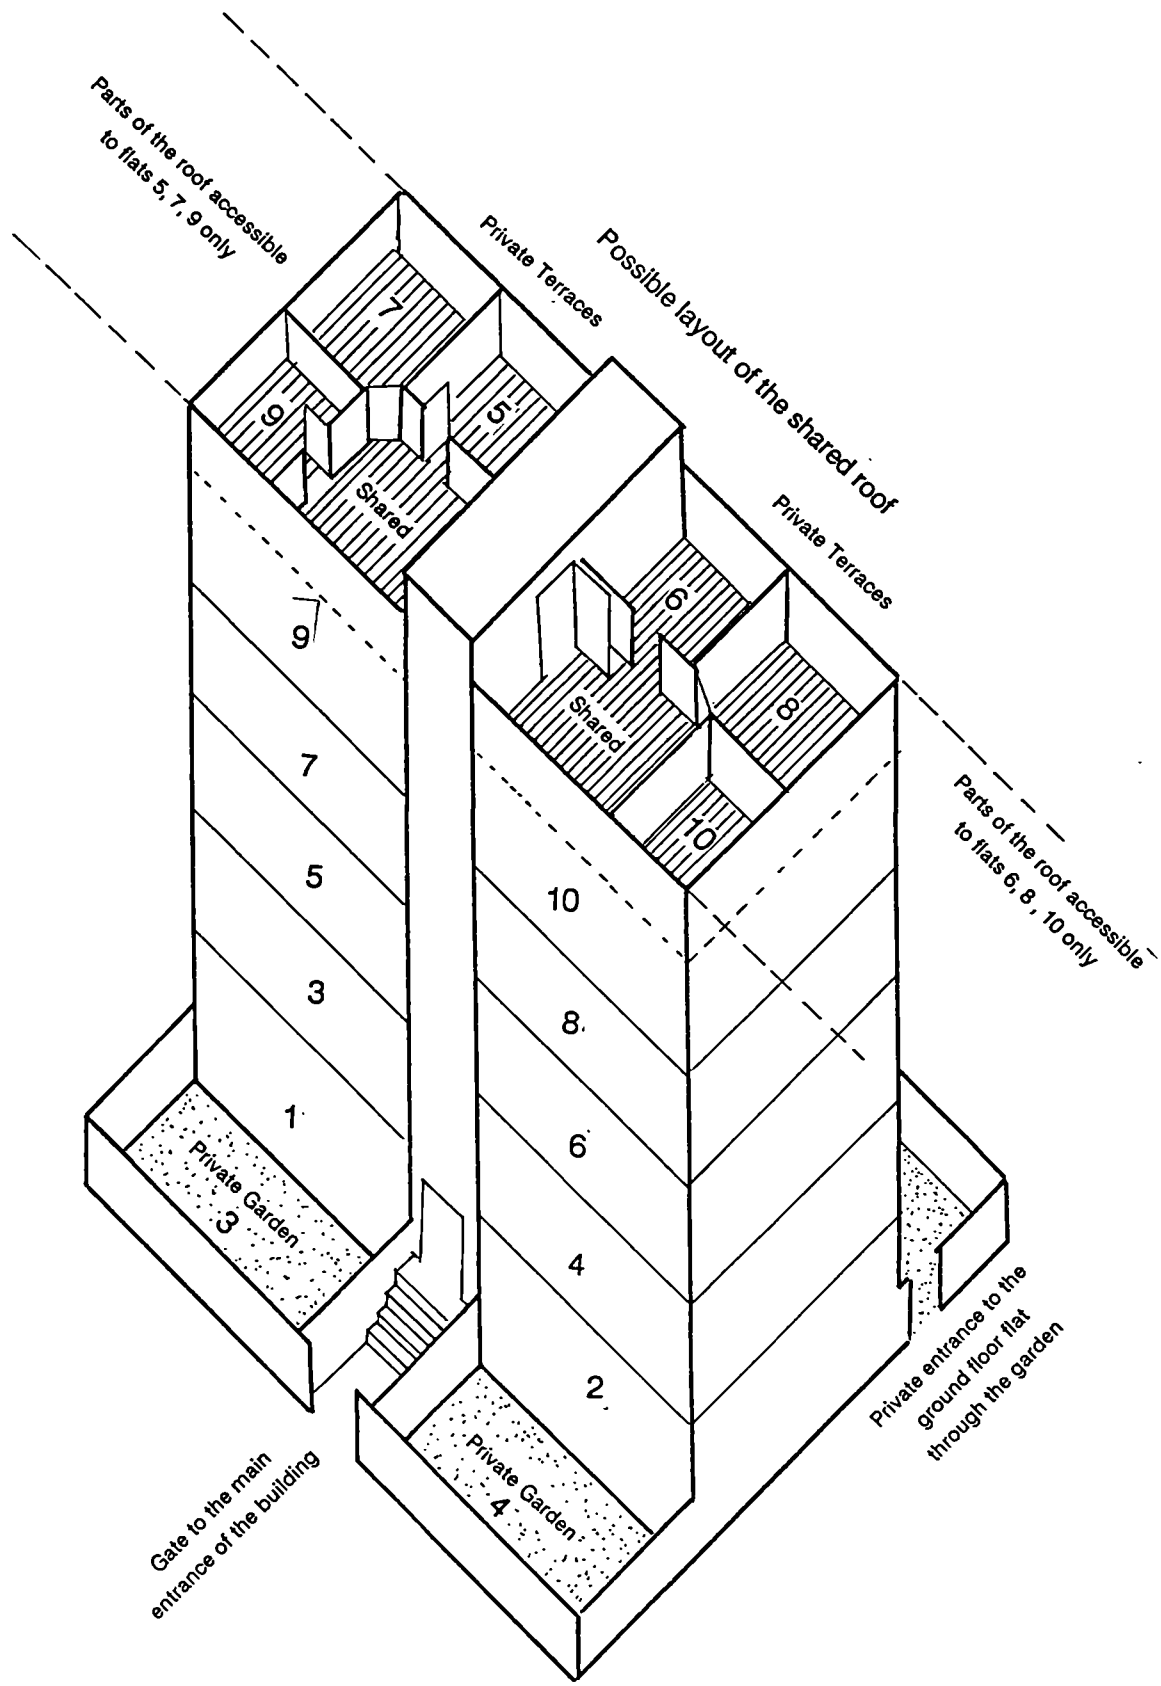 Parts of the roof accessible
to flats 5, 7, 9 only
Private Terraces
Possible layout of the shared roof
7
9
5
Shared
Private Terraces
6
8
Shared
10
Parts of the roof accessible
to flats 6, 8, 10 only
9
7
5
3
1
10
8
6
4
2
Private Garden
3
Private Garden
4
Gate to the main
entrance of the building
Private entrance to the
ground floor flat
through the garden